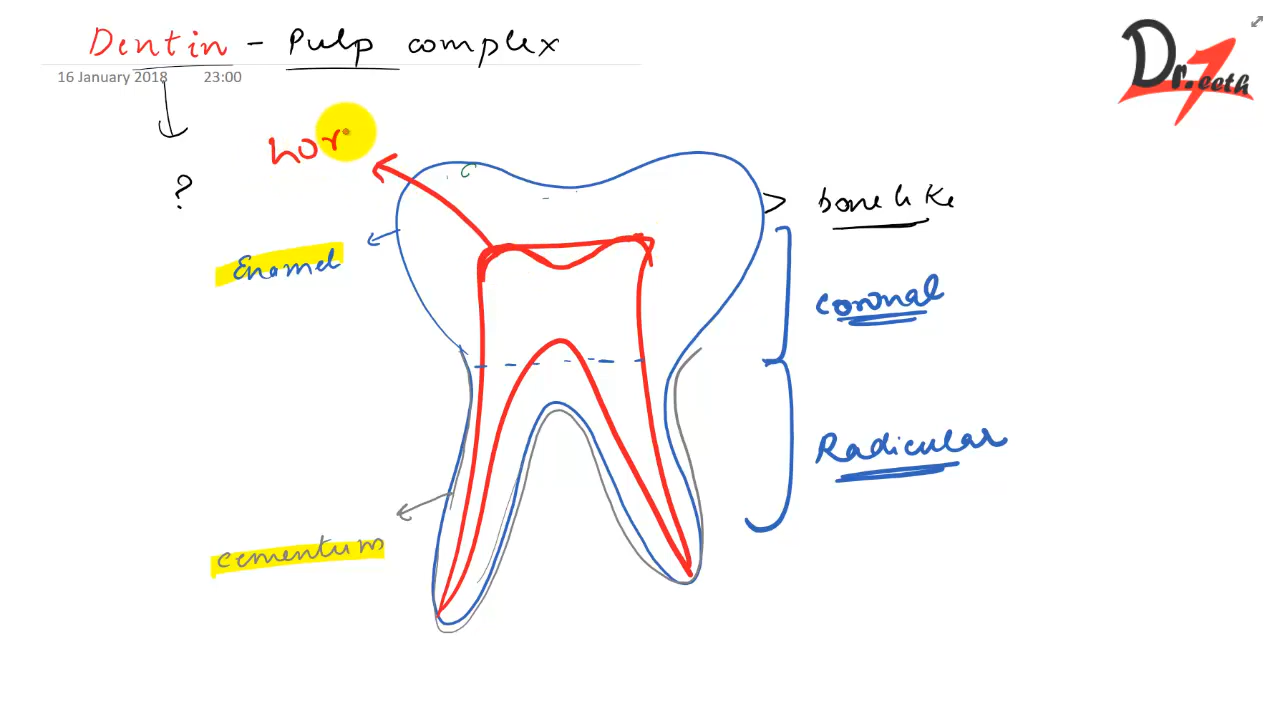 Dentin - Pulp complex
16 January 2018 23:00
Dr. Teeth
hor
?
bone like
Enamel
coronal
Radicular
cementum